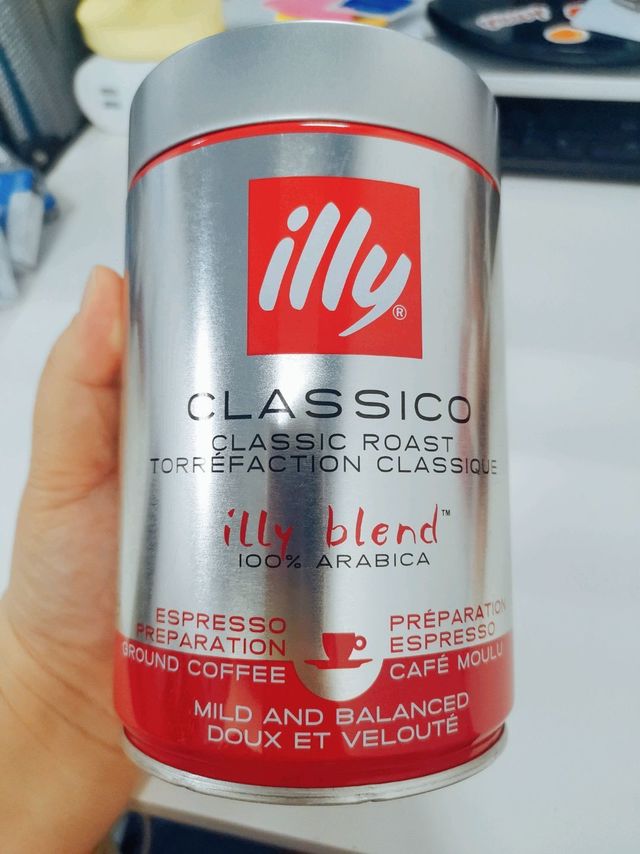 illy®
CLASSICO
CLASSIC ROAST
TORRÉFACTION CLASSIQUE
illy blend™
100% ARABICA
ESPRESSO
PREPARATION
GROUND COFFEE
PRÉPARATION
ESPRESSO
CAFÉ MOULU
MILD AND BALANCED
DOUX ET VELOUTÉ